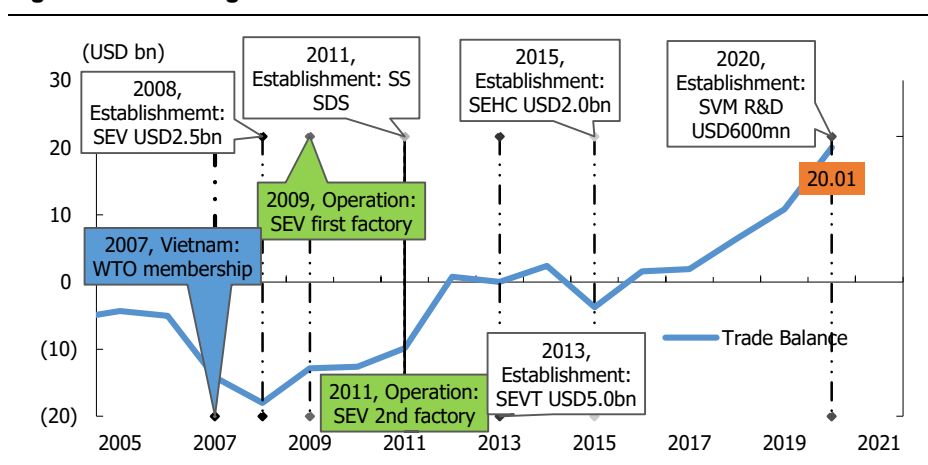 (USD bn)
30
20
10
0
(10)
(20)
2008,
Establishmemt:
SEV USD2.5bn
2011,
Establishment: SS
SDS
2015,
Establishment:
SEHC USD2.0bn
2020,
Establishment:
SVM R&D
USD600mn
20.01
2009, Operation:
SEV first factory
2007, Vietnam:
WTO membership
Trade Balance
2013,
Establishment:
SEVT USD5.0bn
2011, Operation:
SEV 2nd factory
2005 2007 2009 2011 2013 2015 2017 2019 2021